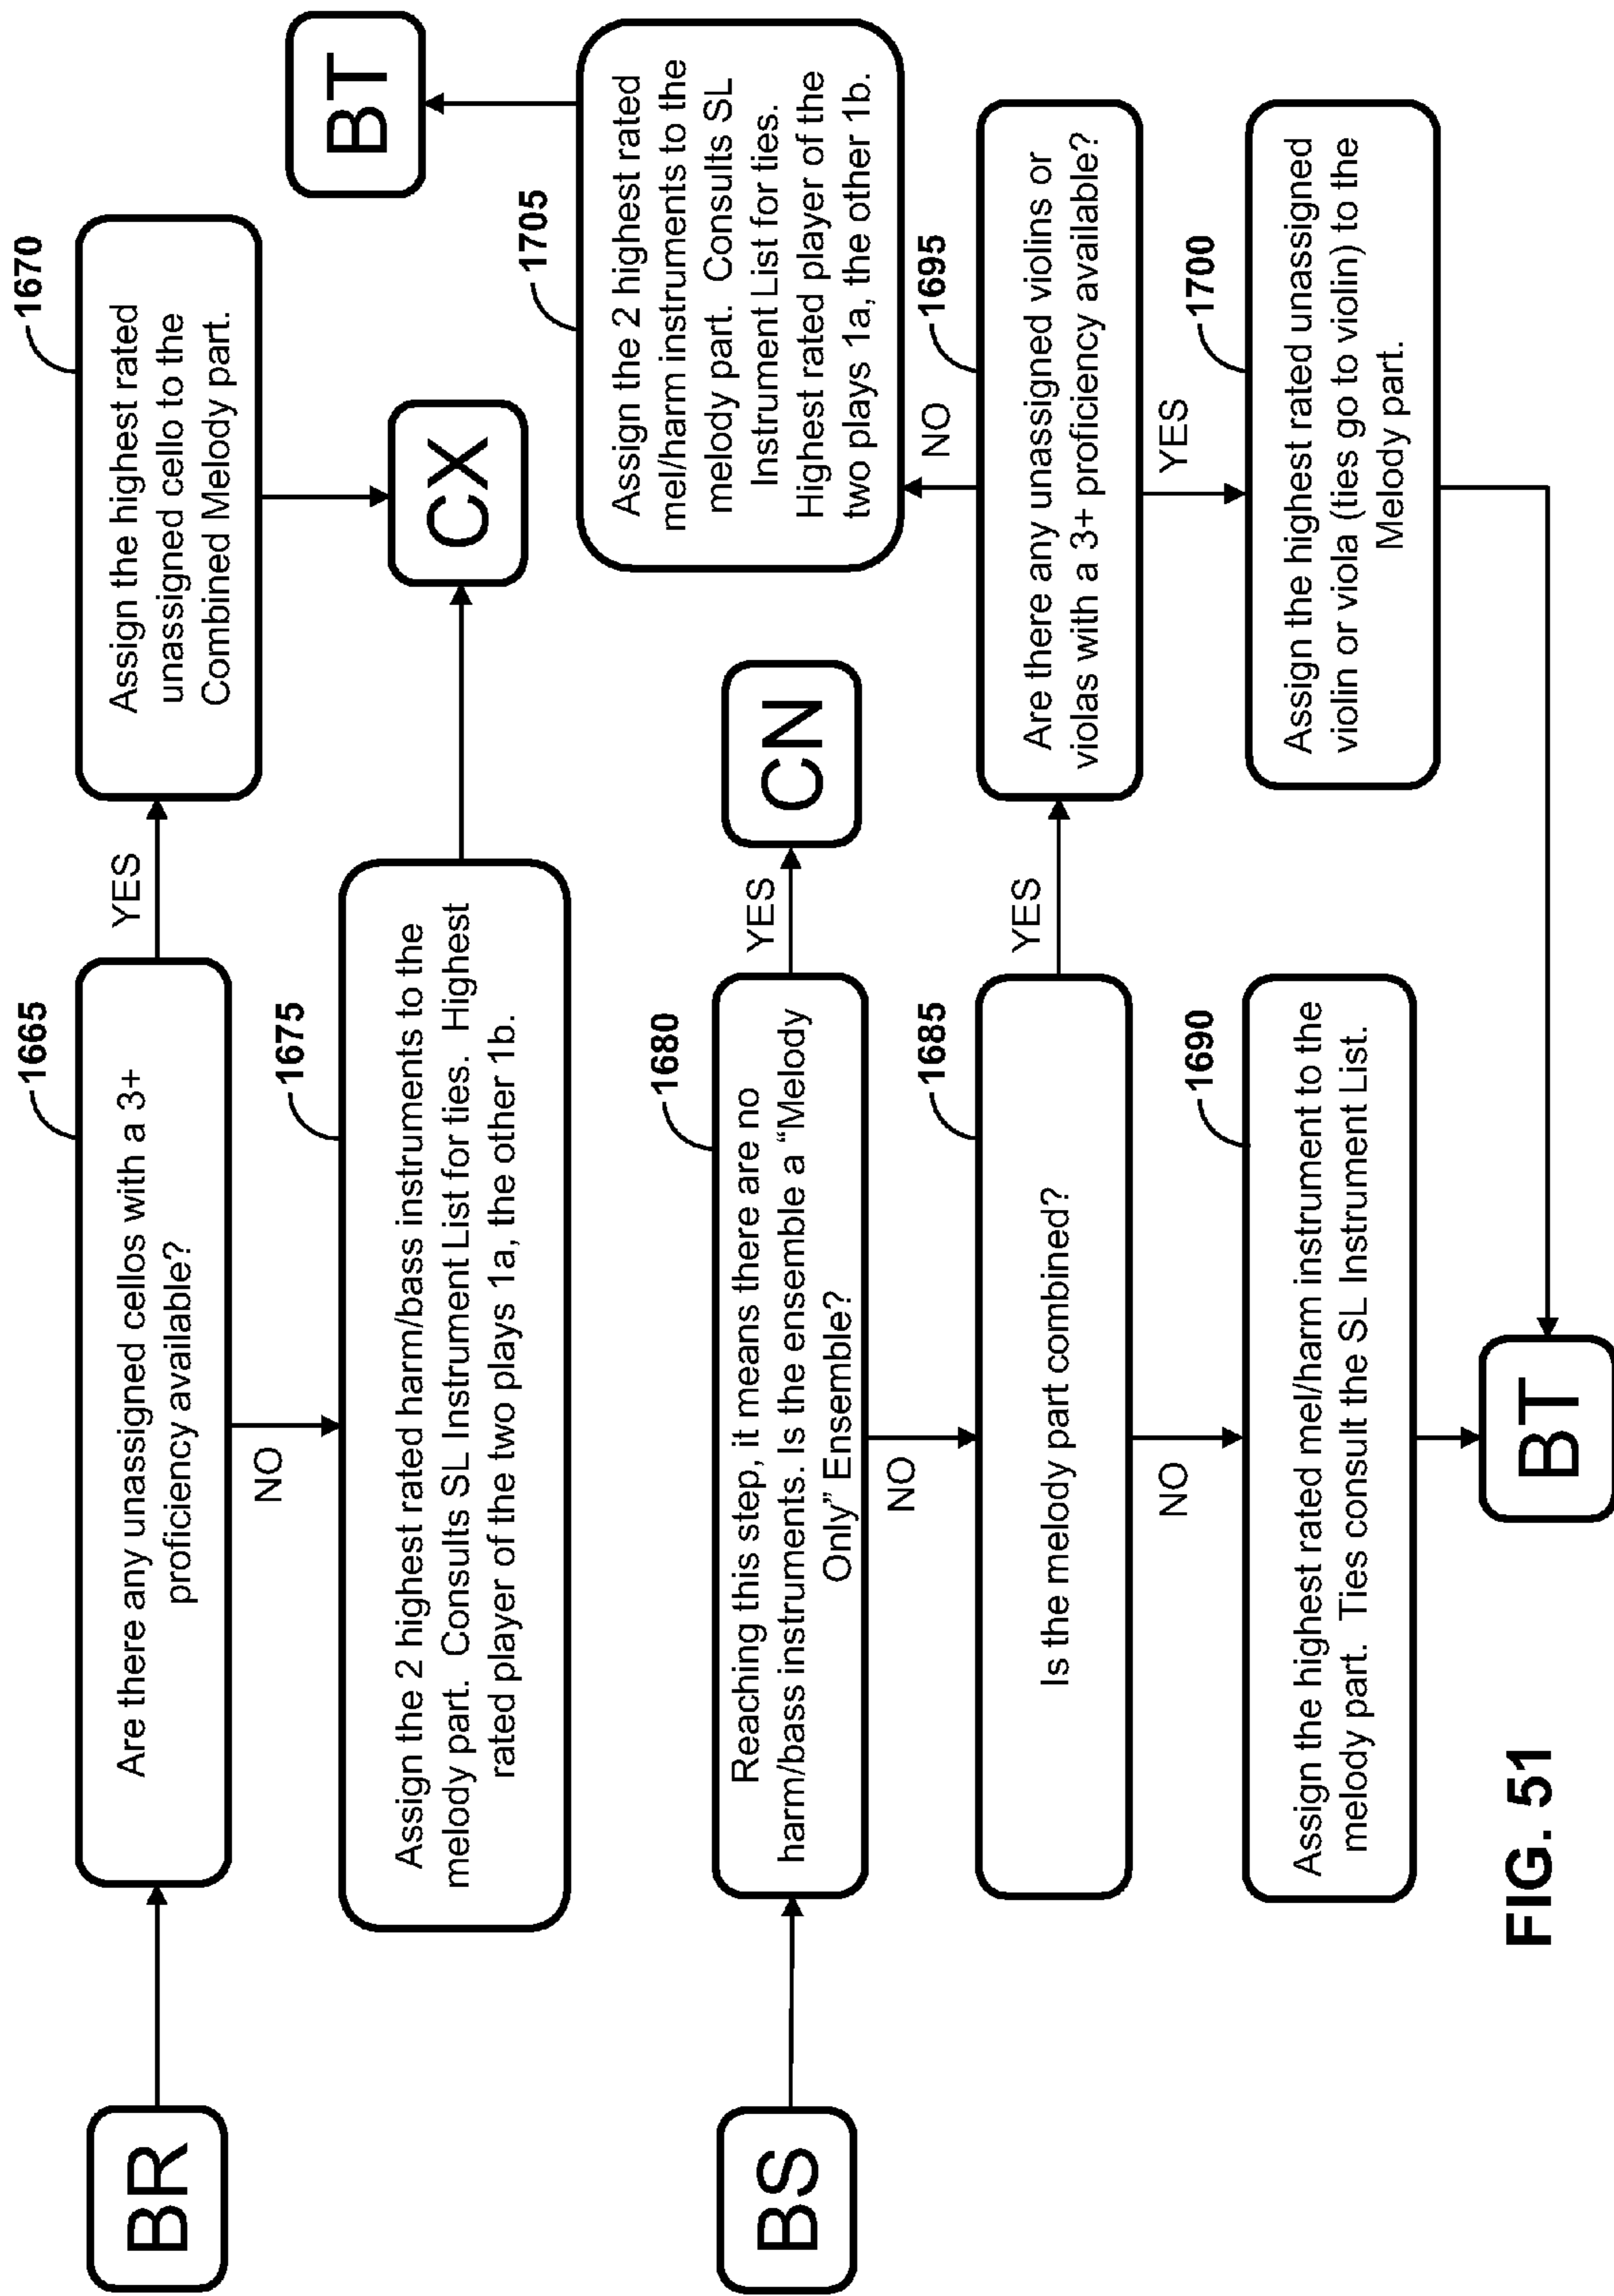 BR
1665
Are there any unassigned cellos with a 3+
proficiency available?
YES
1670
Assign the highest rated
unassigned cello to the
Combined Melody part.
NO
1675
Assign the 2 highest rated harm/bass instruments to the
melody part.  Consults SL Instrument List for ties.  Highest
rated player of the two plays 1a, the other 1b.
CX
BS
1680
Reaching this step, it means there are no
harm/bass instruments. Is the ensemble a “Melody
Only” Ensemble?
YES
CN
NO
1685
Is the melody part combined?
YES
1695
Are there any unassigned violins or
violas with a 3+ proficiency available?
NO
1705
Assign the 2 highest rated
mel/harm instruments to the
melody part.  Consults SL
Instrument List for ties.
Highest rated player of the
two plays 1a, the other 1b.
BT
YES
1700
Assign the highest rated unassigned
violin or viola (ties go to violin) to the
Melody part.
NO
1690
Assign the highest rated mel/harm instrument to the
melody part.  Ties consult the SL Instrument List.
BT
FIG. 51